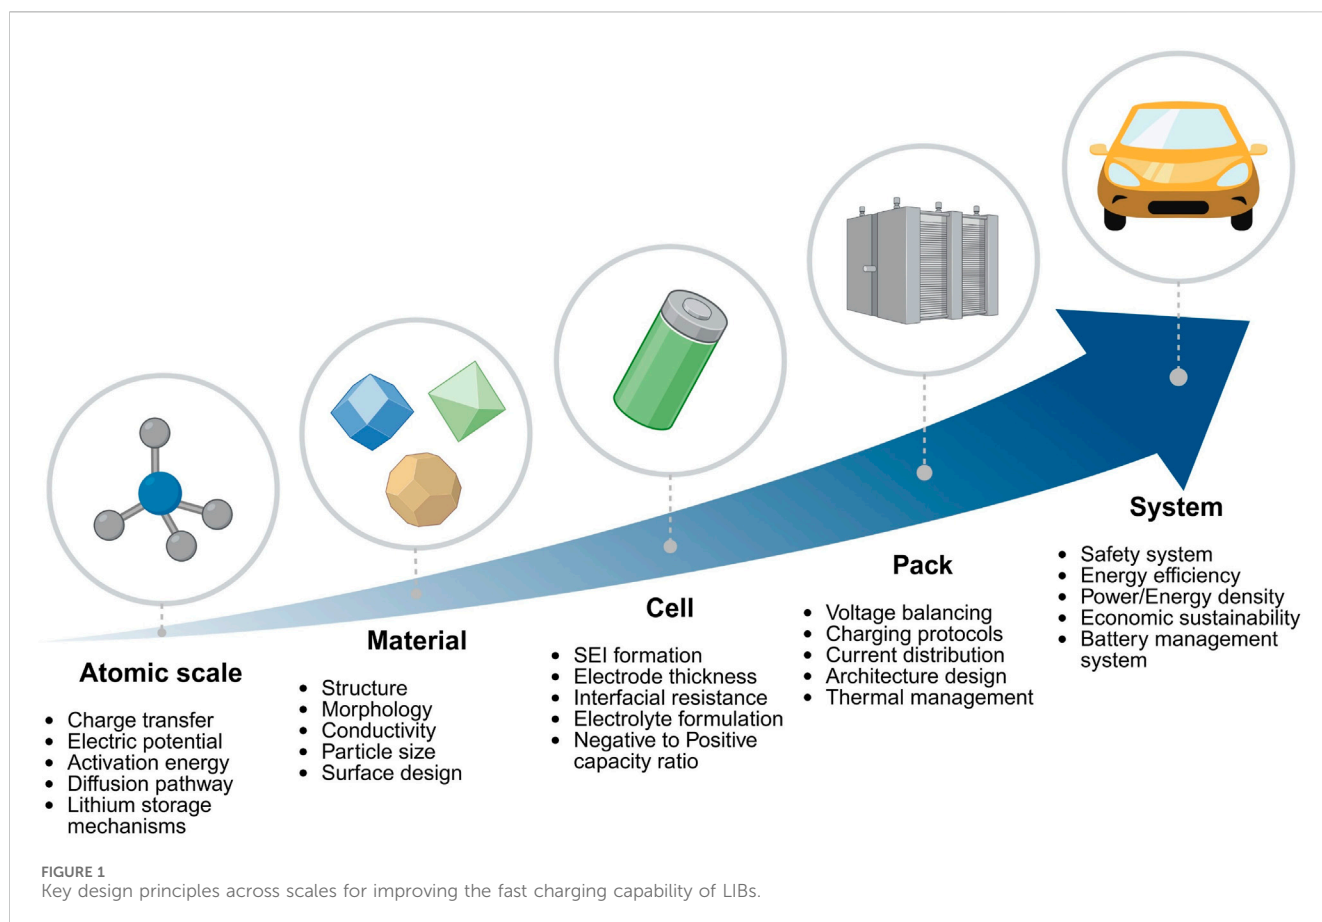 Atomic scale
• Charge transfer
• Electric potential
• Activation energy
• Diffusion pathway
• Lithium storage
mechanisms
Material
• Structure
• Morphology
• Conductivity
• Particle size
• Surface design
Cell
• SEI formation
• Electrode thickness
• Interfacial resistance
• Electrolyte formulation
• Negative to Positive
capacity ratio
Pack
• Voltage balancing
• Charging protocols
• Current distribution
• Architecture design
• Thermal management
System
• Safety system
• Energy efficiency
• Power/Energy density
• Economic sustainability
• Battery management
system
FIGURE 1
Key design principles across scales for improving the fast charging capability of LIBs.